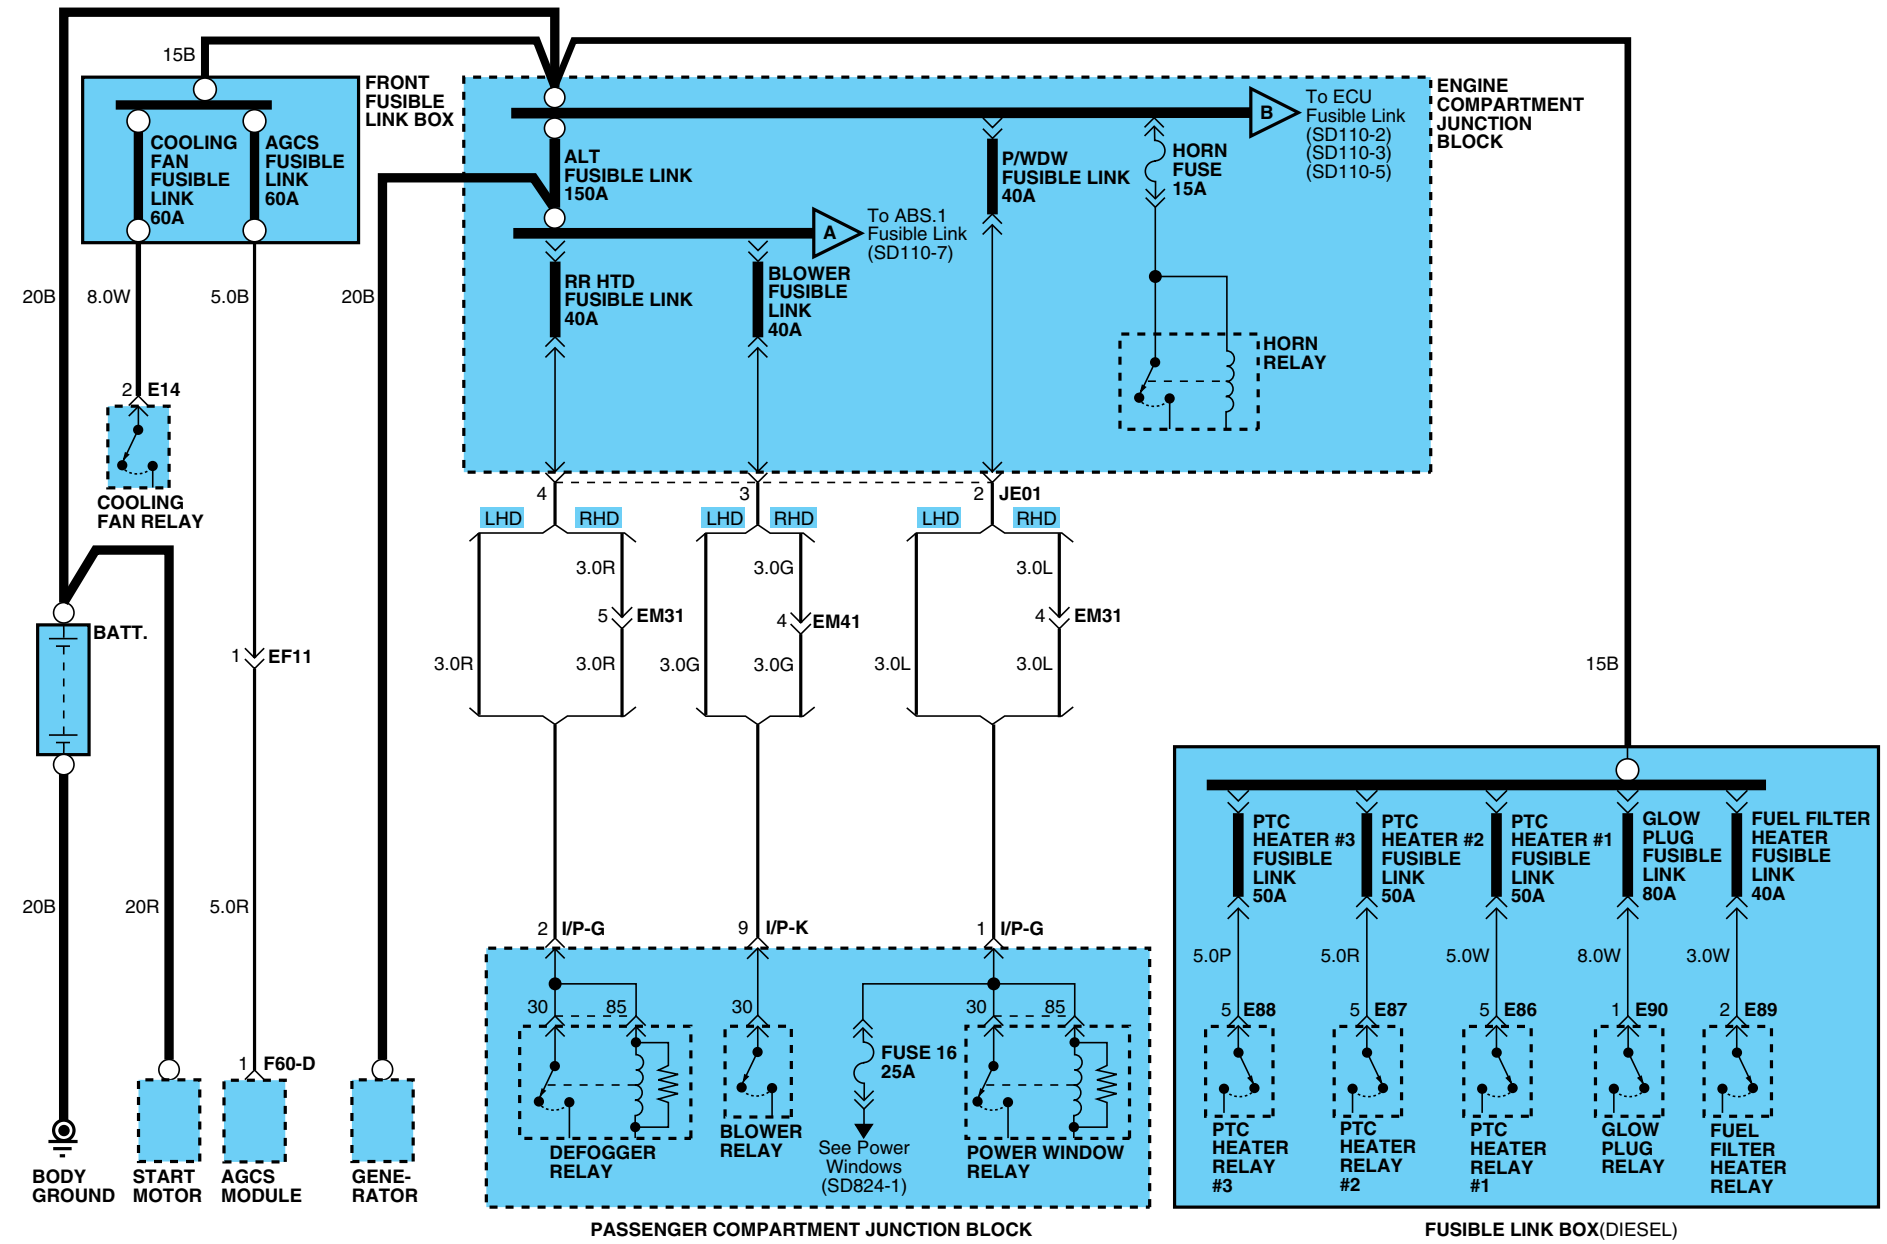 15B
FRONT
FUSIBLE
LINK BOX
COOLING
FAN
FUSIBLE
LINK
60A
AGCS
FUSIBLE
LINK
60A
ENGINE
COMPARTMENT
JUNCTION
BLOCK
B
To ECU
Fusible Link
(SD110-2)
(SD110-3)
(SD110-5)
ALT
FUSIBLE LINK
150A
P/WDW
FUSIBLE LINK
40A
HORN
FUSE
15A
A
To ABS.1
Fusible Link
(SD110-7)
RR HTD
FUSIBLE LINK
40A
BLOWER
FUSIBLE
LINK
40A
HORN
RELAY
20B
8.0W
5.0B
20B
2 E14
COOLING
FAN RELAY
4
3
2 JE01
LHD
RHD
LHD
RHD
LHD
RHD
3.0R
3.0G
3.0L
5 EM31
4 EM41
4 EM31
BATT.
1 EF11
3.0R
3.0R
3.0G
3.0G
3.0L
3.0L
15B
20B
20R
5.0R
2 I/P-G
9 I/P-K
1 I/P-G
30
85
30
30
85
FUSE 16
25A
See Power
Windows
(SD824-1)
DEFOGGER
RELAY
BLOWER
RELAY
POWER WINDOW
RELAY
PASSENGER COMPARTMENT JUNCTION BLOCK
1 F60-D
BODY
GROUND
START
MOTOR
AGCS
MODULE
GENE-
RATOR
PTC
HEATER #3
FUSIBLE
LINK
50A
PTC
HEATER #2
FUSIBLE
LINK
50A
PTC
HEATER #1
FUSIBLE
LINK
50A
GLOW
PLUG
FUSIBLE
LINK
80A
FUEL FILTER
HEATER
FUSIBLE
LINK
40A
5.0P
5.0R
5.0W
8.0W
3.0W
5 E88
5 E87
5 E86
1 E90
2 E89
PTC
HEATER
RELAY
#3
PTC
HEATER
RELAY
#2
PTC
HEATER
RELAY
#1
GLOW
PLUG
RELAY
FUEL
FILTER
HEATER
RELAY
FUSIBLE LINK BOX(DIESEL)